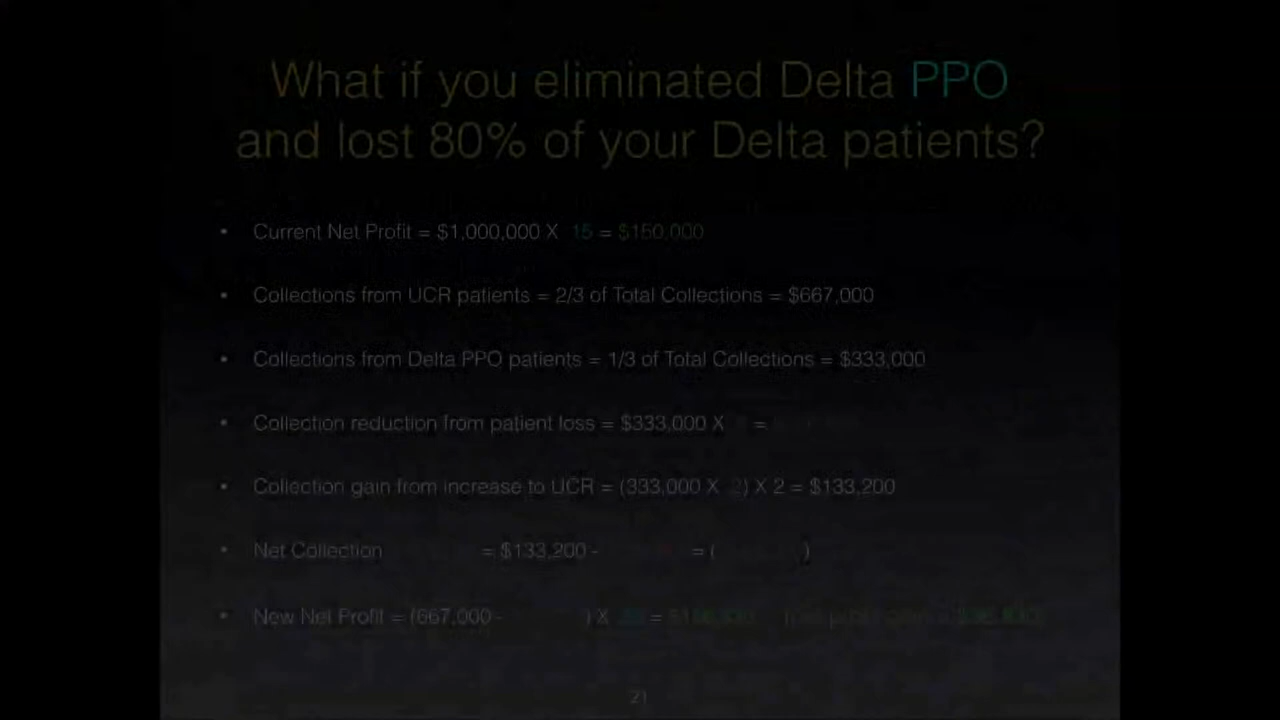 What if you eliminated Delta PPO
and lost 80% of your Delta patients?
• Current Net Profit = $1,000,000 X 15 = $150,000
• Collections from UCR patients = 2/3 of Total Collections = $667,000
• Collections from Delta PPO patients = 1/3 of Total Collections = $333,000
• Collection reduction from patient loss = $333,000 X =
• Collection gain from increase to UCR = (333,000 X 2) X 2 = $133,200
• Net Collection = $133,200 - = ( )
• New Net Profit = (667,000 - ) X =
21